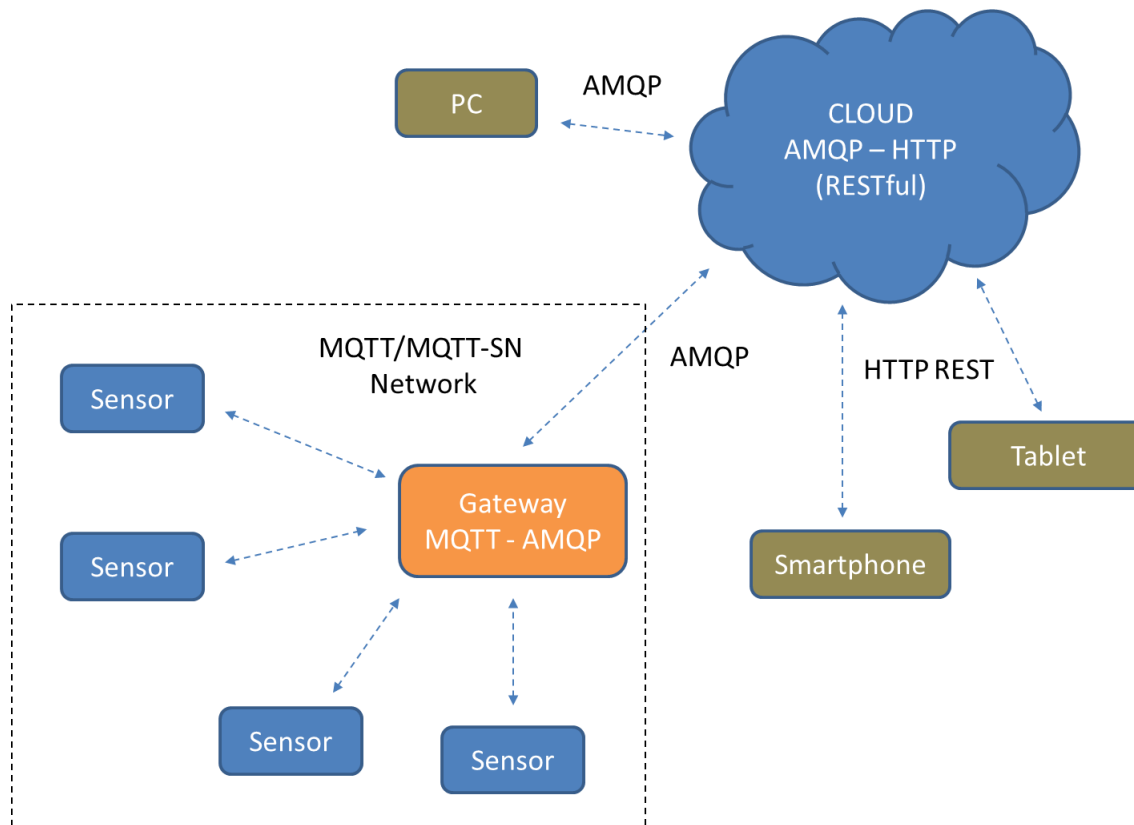 PC
AMQP
CLOUD
AMQP – HTTP
(RESTful)
MQTT/MQTT-SN
Network
AMQP
HTTP REST
Sensor
Tablet
Gateway
MQTT - AMQP
Sensor
Smartphone
Sensor
Sensor